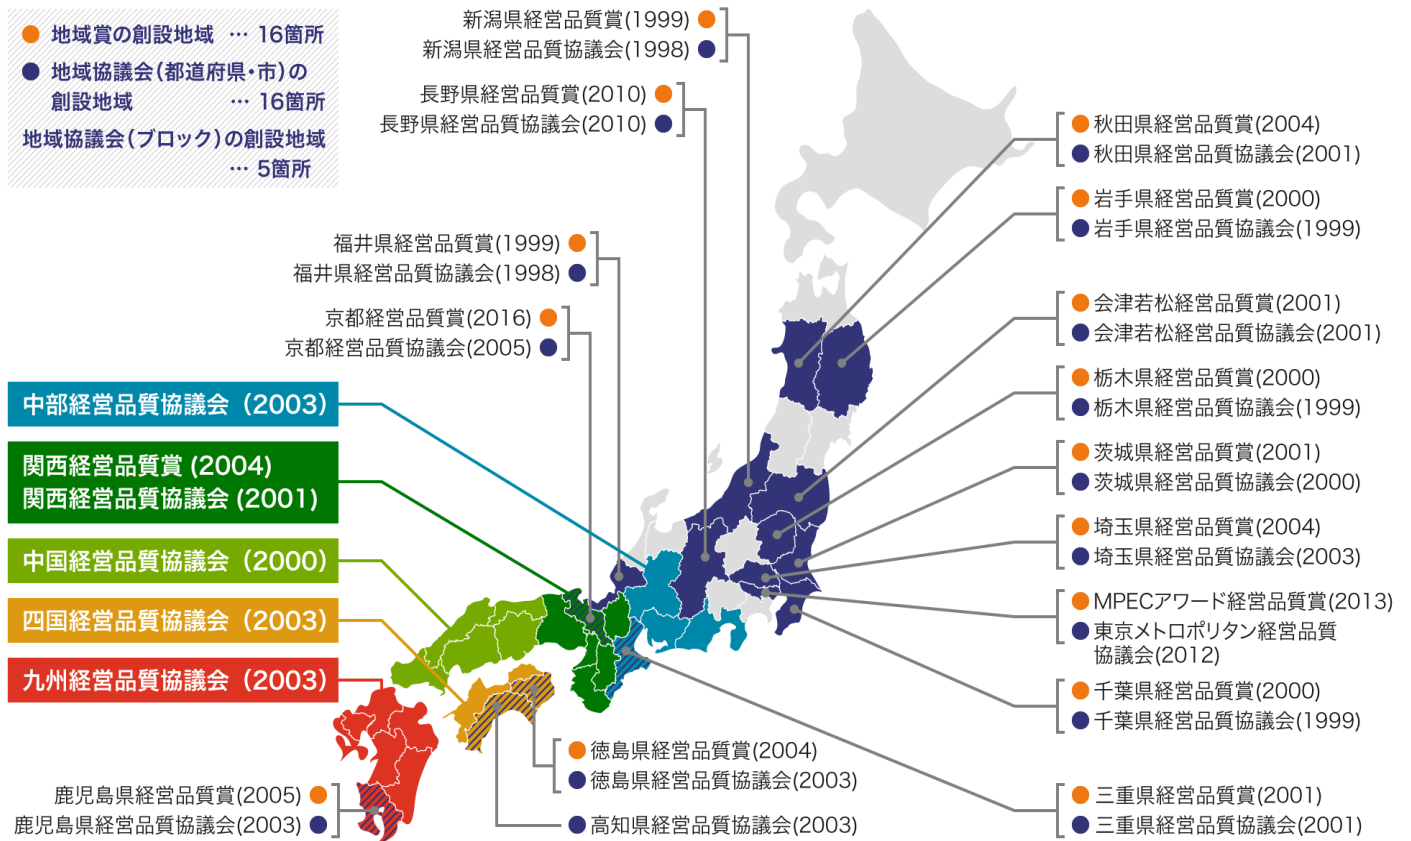 地域賞の創設地域 … 16箇所
地域協議会(都道府県・市)の
創設地域 … 16箇所
地域協議会(ブロック)の創設地域
… 5箇所
新潟県経営品質賞(1999)
新潟県経営品質協議会(1998)
長野県経営品質賞(2010)
長野県経営品質協議会(2010)
福井県経営品質賞(1999)
福井県経営品質協議会(1998)
京都経営品質賞(2016)
京都経営品質協議会(2005)
中部経営品質協議会（2003）
関西経営品質賞 (2004)
関西経営品質協議会 (2001)
中国経営品質協議会（2000）
四国経営品質協議会（2003）
九州経営品質協議会（2003）
鹿児島県経営品質賞(2005)
鹿児島県経営品質協議会(2003)
徳島県経営品質賞(2004)
徳島県経営品質協議会(2003)
高知県経営品質協議会(2003)
秋田県経営品質賞(2004)
秋田県経営品質協議会(2001)
岩手県経営品質賞(2000)
岩手県経営品質協議会(1999)
会津若松経営品質賞(2001)
会津若松経営品質協議会(2001)
栃木県経営品質賞(2000)
栃木県経営品質協議会(1999)
茨城県経営品質賞(2001)
茨城県経営品質協議会(2000)
埼玉県経営品質賞(2004)
埼玉県経営品質協議会(2003)
MPECアワード経営品質賞(2013)
東京メトロポリタン経営品質
協議会(2012)
千葉県経営品質賞(2000)
千葉県経営品質協議会(1999)
三重県経営品質賞(2001)
三重県経営品質協議会(2001)